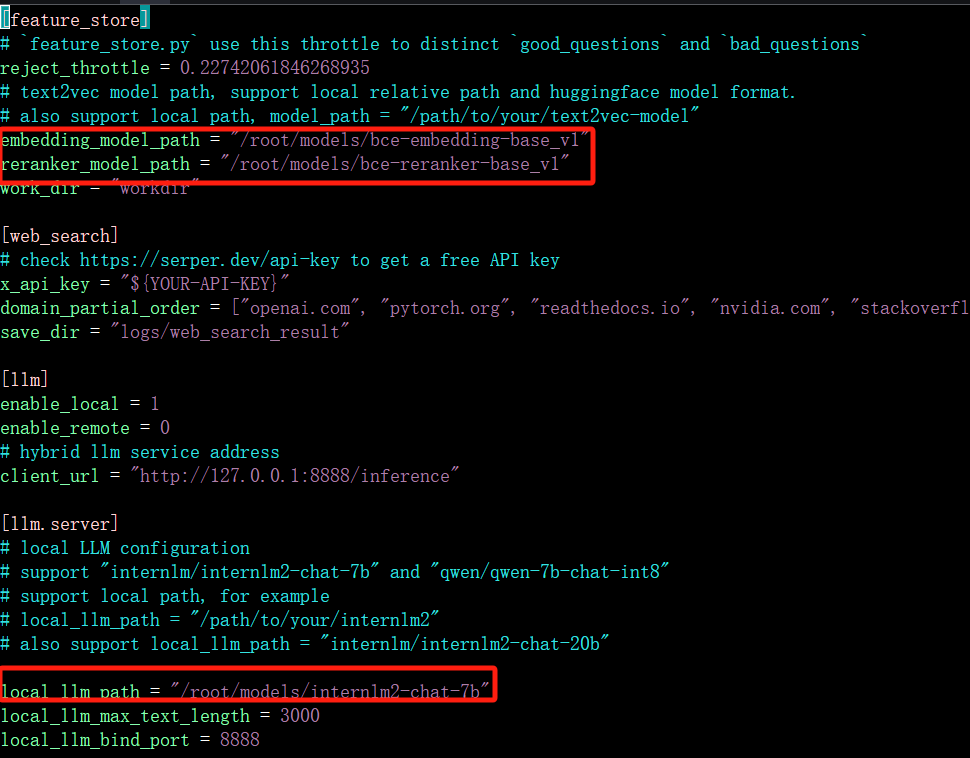 [feature_store]
# `feature_store.py` use this throttle to distinct `good_questions` and `bad_questions`
reject_throttle = 0.22742061846268935
# text2vec model path, support local relative path and huggingface model format.
# also support local path, model_path = "/path/to/your/text2vec-model"
embedding_model_path = "/root/models/bce-embedding-base_v1"
reranker_model_path = "/root/models/bce-reranker-base_v1"
work_dir = "workdir"
[web_search]
# check https://serper.dev/api-key to get a free API key
x_api_key = "${YOUR-API-KEY}"
domain_partial_order = ["openai.com", "pytorch.org", "readthedocs.io", "nvidia.com", "stackoverfl
save_dir = "logs/web_search_result"
[llm]
enable_local = 1
enable_remote = 0
# hybrid llm service address
client_url = "http://127.0.0.1:8888/inference"
[llm.server]
# local LLM configuration
# support "internlm/internlm2-chat-7b" and "qwen/qwen-7b-chat-int8"
# support local path, for example
# local_llm_path = "/path/to/your/internlm2"
# also support local_llm_path = "internlm/internlm2-chat-20b"
local_llm_path = "/root/models/internlm2-chat-7b"
local_llm_max_text_length = 3000
local_llm_bind_port = 8888